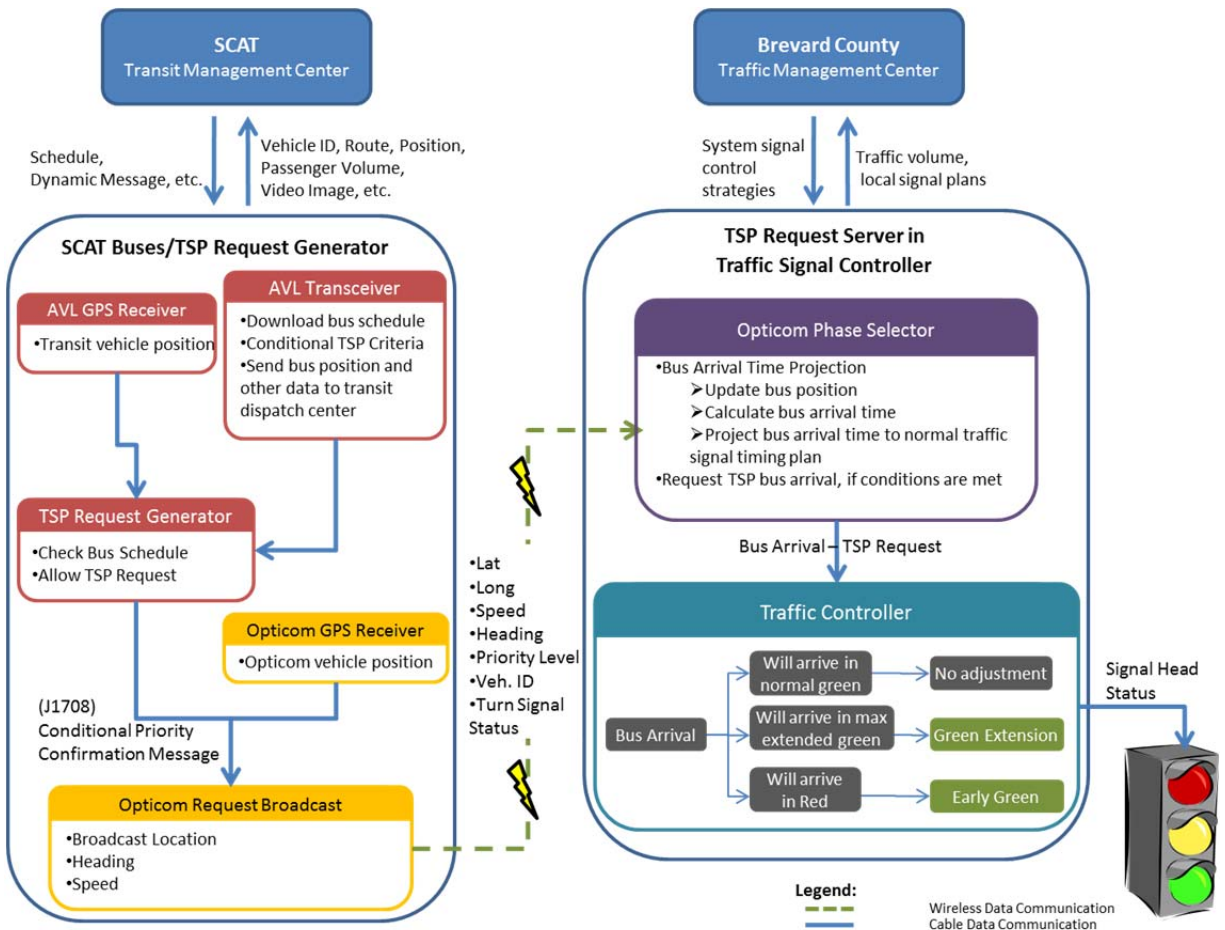 SCAT
Transit Management Center
Brevard County
Traffic Management Center
Schedule,
Dynamic Message, etc.
Vehicle ID, Route, Position,
Passenger Volume,
Video Image, etc.
System signal
control
strategies
Traffic volume,
local signal plans
SCAT Buses/TSP Request Generator
AVL GPS Receiver
•Transit vehicle position
AVL Transceiver
•Download bus schedule
•Conditional TSP Criteria
•Send bus position and
other data to transit
dispatch center
TSP Request Generator
•Check Bus Schedule
•Allow TSP Request
Opticom GPS Receiver
•Opticom vehicle position
(J1708)
Conditional Priority
Confirmation Message
Opticom Request Broadcast
•Broadcast Location
•Heading
•Speed
•Lat
•Long
•Speed
•Heading
•Priority Level
•Veh. ID
•Turn Signal
Status
TSP Request Server in
Traffic Signal Controller
Opticom Phase Selector
•Bus Arrival Time Projection
➢Update bus position
➢Calculate bus arrival time
➢Project bus arrival time to normal traffic
signal timing plan
•Request TSP bus arrival, if conditions are met
Bus Arrival – TSP Request
Traffic Controller
Bus Arrival
Will arrive in
normal green
No adjustment
Will arrive in max
extended green
Green Extension
Will arrive
in Red
Early Green
Signal Head
Status
Legend:
Wireless Data Communication
Cable Data Communication